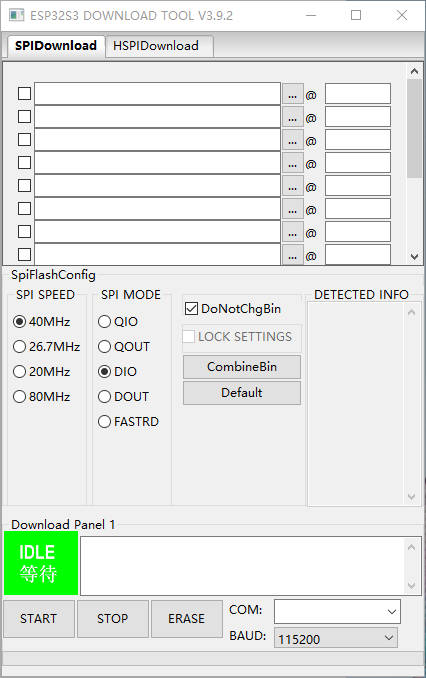 ESP32S3 DOWNLOAD TOOL V3.9.2
SPIDownload HSPIDownload
... @
... @
... @
... @
... @
... @
... @
... @
SpiFlashConfig
SPI SPEED
40MHz
26.7MHz
20MHz
80MHz
SPI MODE
QIO
QOUT
DIO
DOUT
FASTRD
DoNotChgBin
LOCK SETTINGS
CombineBin
Default
DETECTED INFO
Download Panel 1
IDLE
等待
START STOP ERASE
COM:
BAUD: 115200